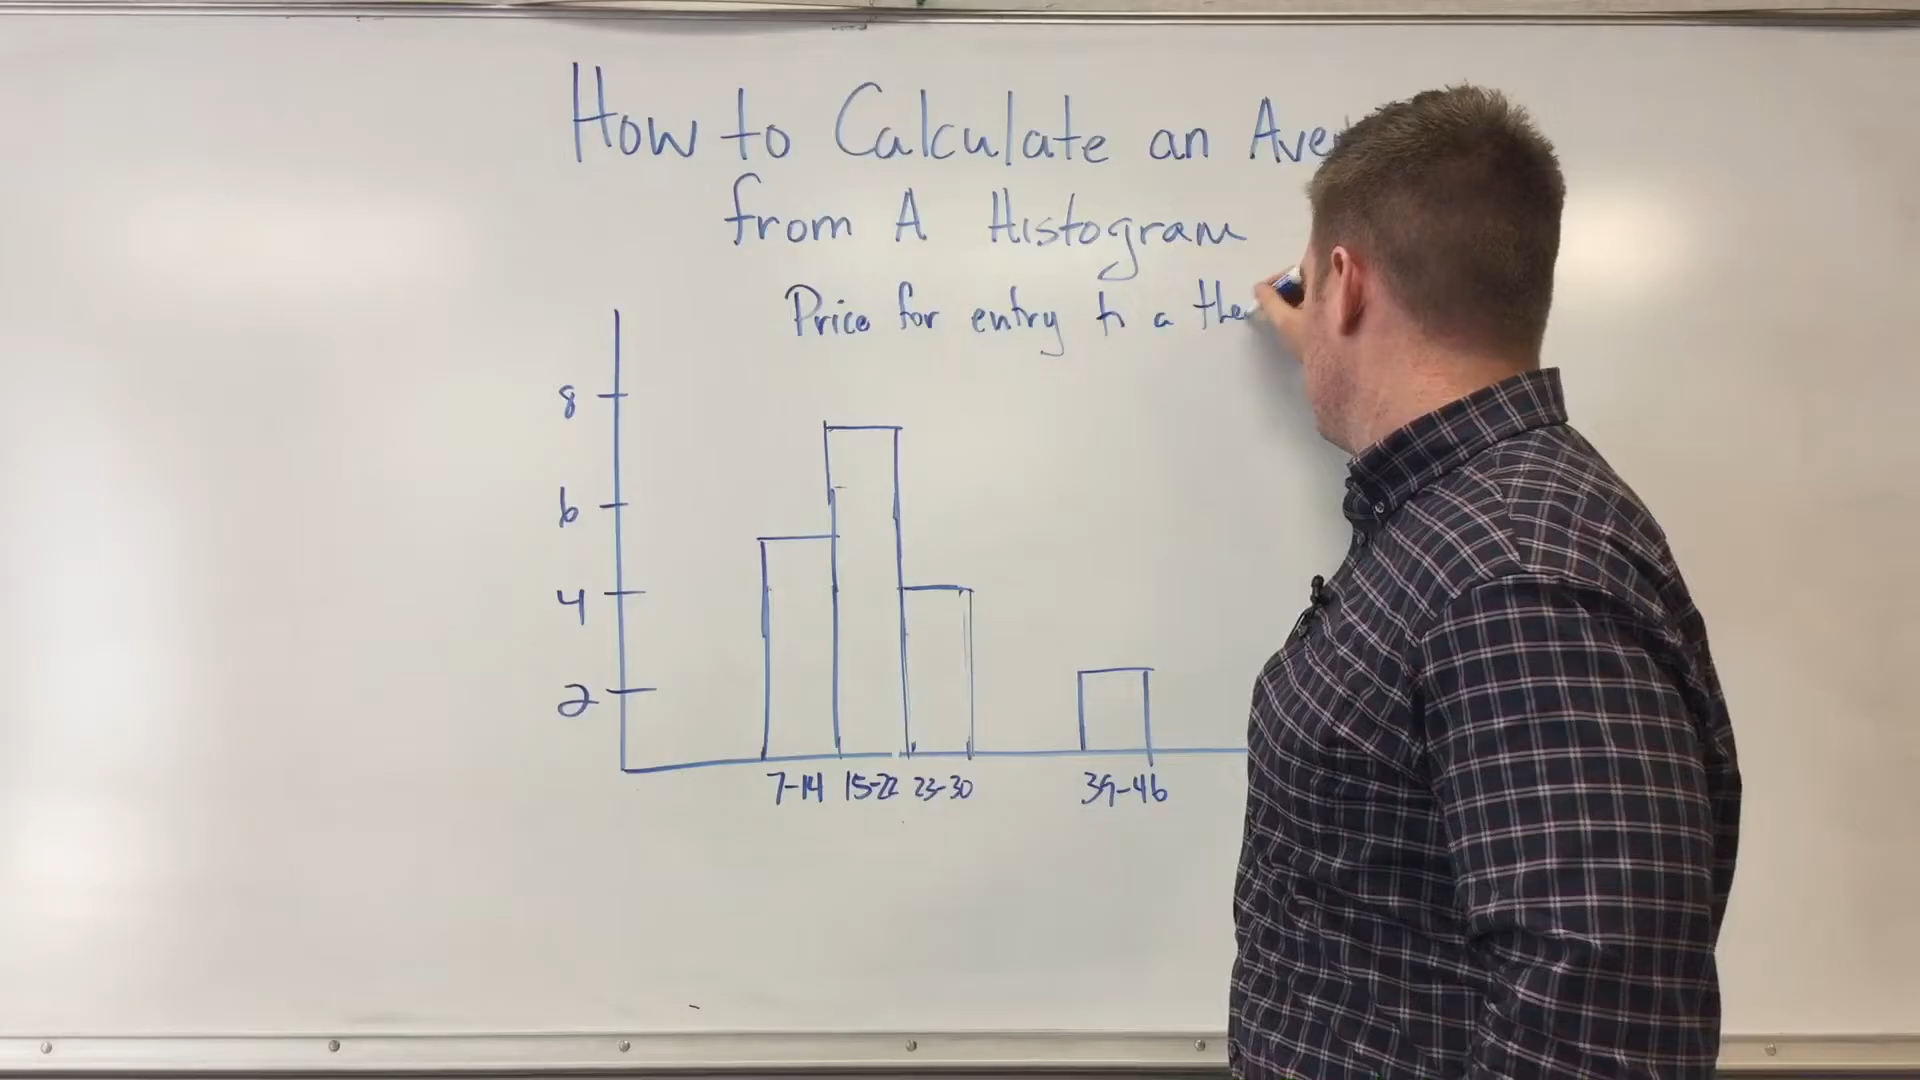 How to Calculate an Ave
from A Histogram
Price for entry to a the
8
6
4
2
7-14 15-22 23-30 39-46